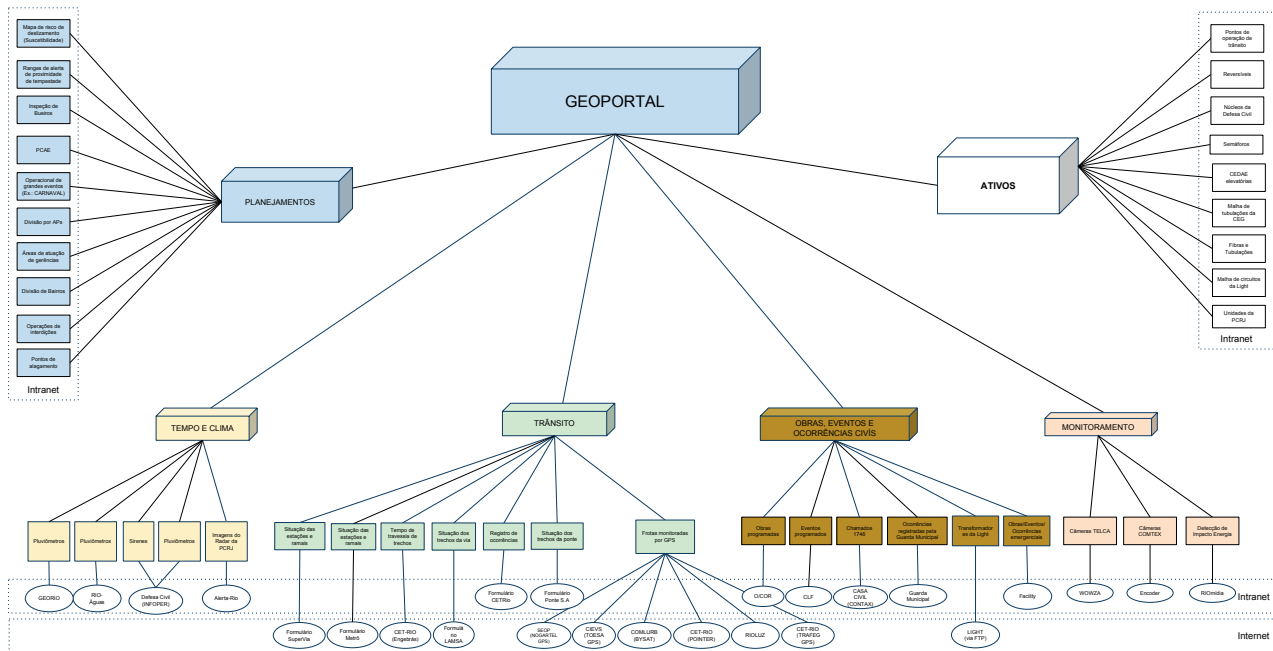 GEOPORTAL
Mapa de risco de
deslizamento
(Suscetibilidade)
Ranges de alerta
de proximidade
de tempestade
Inspeção de
Bueiros
PCAE
Operacional de
grandes eventos
(Ex.: CARNAVAL)
Divisão por APs
Áreas de atuação
de gerências
Divisão de Bairros
Operações de
interdições
Pontos de
alagamento
Intranet
PLANEJAMENTOS
ATIVOS
Pontos de
operação de
trânsito
Reversíveis
Núcleos da
Defesa Civil
Semáforos
CEDAE
elevatórias
Malha de
tubulações da
CEG
Fibras e
Tubulações
Malha de circuitos
da Light
Unidades da
PCRJ
Intranet
TEMPO E CLIMA
TRÂNSITO
OBRAS, EVENTOS E
OCORRÊNCIAS CIVÍS
MONITORAMENTO
Pluviômetros
Pluviômetros
Sirenes
Pluviômetros
Imagens do
Radar da
PCRJ
Situação das
estações e
ramais
Situação das
estações e
ramais
Tempo de
travessia de
trechos
Situação dos
trechos da via
Registro de
ocorências
Situação dos
trechos da ponte
Frotas monitoradas
por GPS
Obras
programadas
Eventos
programados
Chamados
1746
Ocorrências
registradas pela
Guarda Municipal
Transformador
es da Light
Obras/Eventos/
Ocorrências
emergenciais
Câmeras TELCA
Câmeras
COMTEX
Detecção de
Impacto Energia
GEORIO
RIO-
Águas
Defesa Civil
(INFOPER)
Alerta-Rio
Formulário
CETRio
Formulário
Ponte S.A
O/COR
CLF
CASA
CIVIL
(CONTAX)
Guarda
Municipal
Facility
WOWZA
Encoder
RIOmídia
Intranet
Formulário
SuperVia
Formulário
Metrô
CET-RIO
(Engebrás)
Formulá
rio
LAMSA
SEOP
(NOGARTEL
GPS)
CIEVS
(TOESA
GPS)
COMLURB
(BYSAT)
CET-RIO
(POINTER)
RIOLUZ
CET-RIO
(TRAFEG
GPS)
LIGHT
(via FTP)
Internet